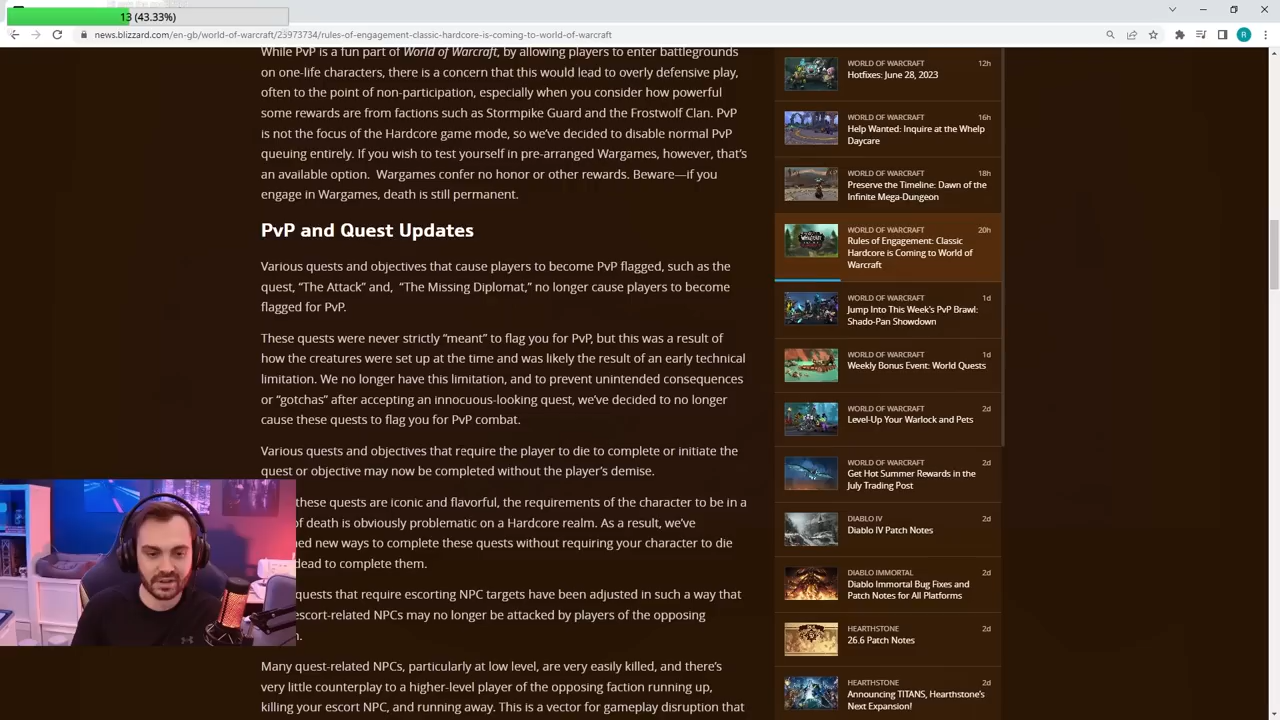 13 (43.33%)
news.blizzard.com/en-gb/world-of-warcraft/23973734/rules-of-engagement-classic-hardcore-is-coming-to-world-of-warcraft
R
While PvP is a fun part of World of Warcraft, by allowing players to enter battlegrounds
on one-life characters, there is a concern that this would lead to overly defensive play,
often to the point of non-participation, especially when you consider how powerful
some rewards are from factions such as Stormpike Guard and the Frostwolf Clan. PvP
is not the focus of the Hardcore game mode, so we've decided to disable normal PvP
queuing entirely. If you wish to test yourself in pre-arranged Wargames, however, that's
an available option.  Wargames confer no honor or other rewards. Beware—if you
engage in Wargames, death is still permanent.
PvP and Quest Updates
Various quests and objectives that cause players to become PvP flagged, such as the
quest, “The Attack” and,  “The Missing Diplomat,” no longer cause players to become
flagged for PvP.
These quests were never strictly “meant” to flag you for PvP, but this was a result of
how the creatures were set up at the time and was likely the result of an early technical
limitation. We no longer have this limitation, and to prevent unintended consequences
or “gotchas” after accepting an innocuous-looking quest, we’ve decided to no longer
cause these quests to flag you for PvP combat.
Various quests and objectives that require the player to die to complete or initiate the
quest or objective may now be completed without the player’s demise.
these quests are iconic and flavorful, the requirements of the character to be in a
of death is obviously problematic on a Hardcore realm. As a result, we’ve
ned new ways to complete these quests without requiring your character to die
dead to complete them.
quests that require escorting NPC targets have been adjusted in such a way that
escort-related NPCs may no longer be attacked by players of the opposing
n.
Many quest-related NPCs, particularly at low level, are very easily killed, and there’s
very little counterplay to a higher-level player of the opposing faction running up,
killing your escort NPC, and running away. This is a vector for gameplay disruption that
WORLD OF WARCRAFT 12h
Hotfixes: June 28, 2023
WORLD OF WARCRAFT 16h
Help Wanted: Inquire at the Whelp
Daycare
WORLD OF WARCRAFT 18h
Preserve the Timeline: Dawn of the
Infinite Mega-Dungeon
WORLD OF WARCRAFT 20h
Rules of Engagement: Classic
Hardcore is Coming to World of
Warcraft
WORLD OF WARCRAFT 1d
Jump Into This Week's PvP Brawl:
Shado-Pan Showdown
WORLD OF WARCRAFT 1d
Weekly Bonus Event: World Quests
WORLD OF WARCRAFT 2d
Level-Up Your Warlock and Pets
WORLD OF WARCRAFT 2d
Get Hot Summer Rewards in the
July Trading Post
DIABLO IV 2d
Diablo IV Patch Notes
DIABLO IMMORTAL 2d
Diablo Immortal Bug Fixes and
Patch Notes for All Platforms
HEARTHSTONE 2d
26.6 Patch Notes
HEARTHSTONE 2d
Announcing TITANS, Hearthstone’s
Next Expansion!